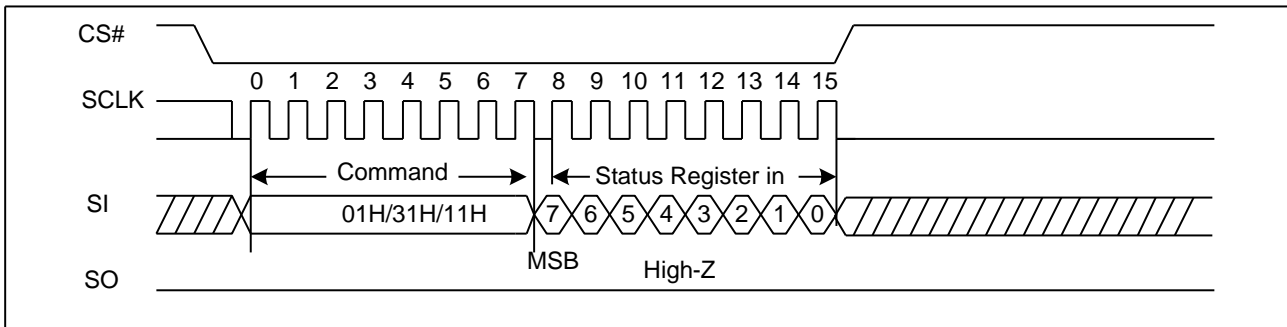 CS#
0 1 2 3 4 5 6 7 8 9 10 11 12 13 14 15
SCLK
Command
Status Register in
SI
01H/31H/11H
7 6 5 4 3 2 1 0
MSB
High-Z
SO